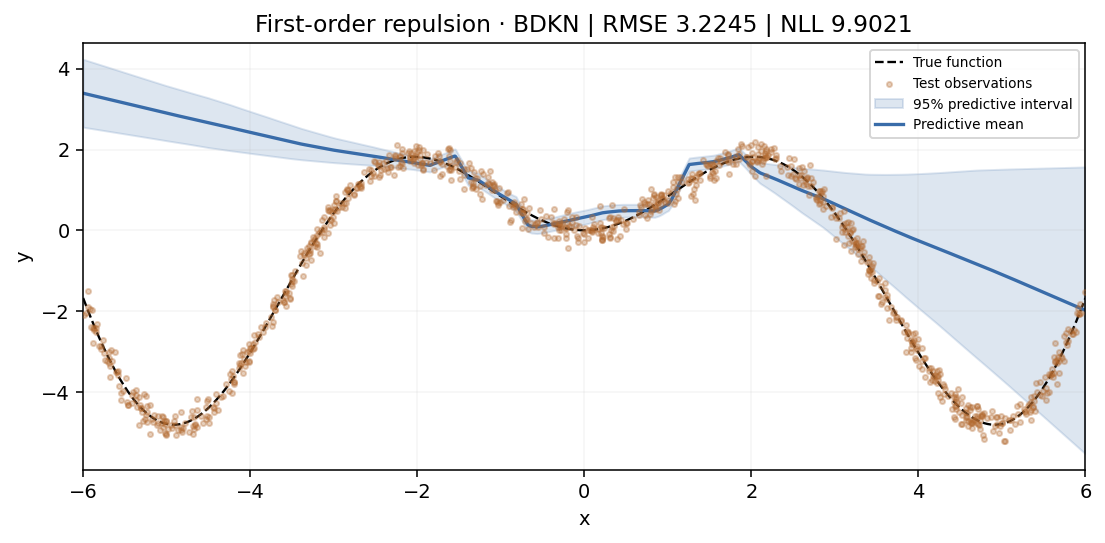 First-order repulsion · BDKN | RMSE 3.2245 | NLL 9.9021
True function
Test observations
95% predictive interval
Predictive mean
y
4
2
0
−2
−4
−6
−4
−2
0
2
4
6
x